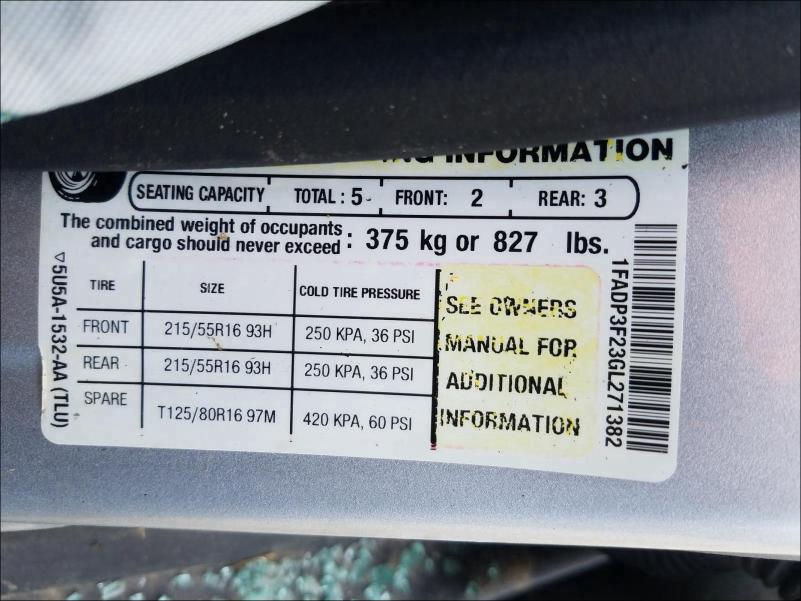 INFORMATION
SEATING CAPACITY TOTAL : 5 FRONT: 2 REAR: 3
The combined weight of occupants
and cargo should never exceed : 375 kg or 827 lbs.
TIRE SIZE COLD TIRE PRESSURE
FRONT 215/55R16 93H 250 KPA, 36 PSI
REAR 215/55R16 93H 250 KPA, 36 PSI
SPARE T125/80R16 97M 420 KPA, 60 PSI
SEE OWNERS
MANUAL FOR
ADDITIONAL
INFORMATION
5U5A-1532-AA (TLU)
1FADP3F23GL271382